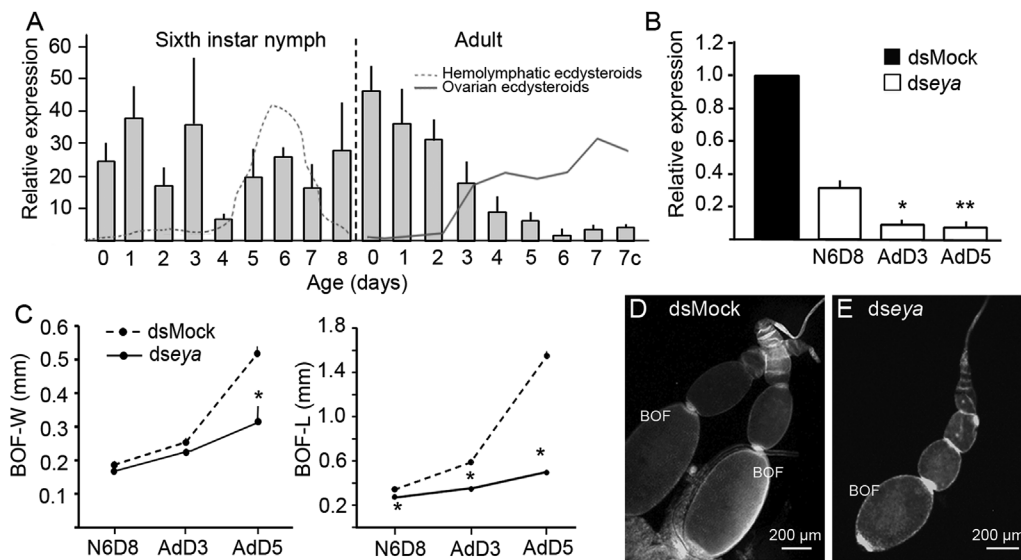 A
Sixth instar nymph
Adult
Hemolymphatic ecdysteroids
Ovarian ecdysteroids
Relative expression
60
50
40
30
20
10
0 1 2 3 4 5 6 7 8 0 1 2 3 4 5 6 7 7c
Age (days)
B
Relative expression
1.2
1.0
0.8
0.6
0.4
0.2
dsMock
dseya
* **
N6D8 AdD3 AdD5
C
BOF-W (mm)
0.6
0.5
0.4
0.3
0.2
0.1
dsMock
dseya
*
N6D8 AdD3 AdD5
BOF-L (mm)
1.8
1.4
1.0
0.6
0.2
* * *
N6D8 AdD3 AdD5
D dsMock
BOF
BOF
200 µm
E dseya
BOF
200 µm